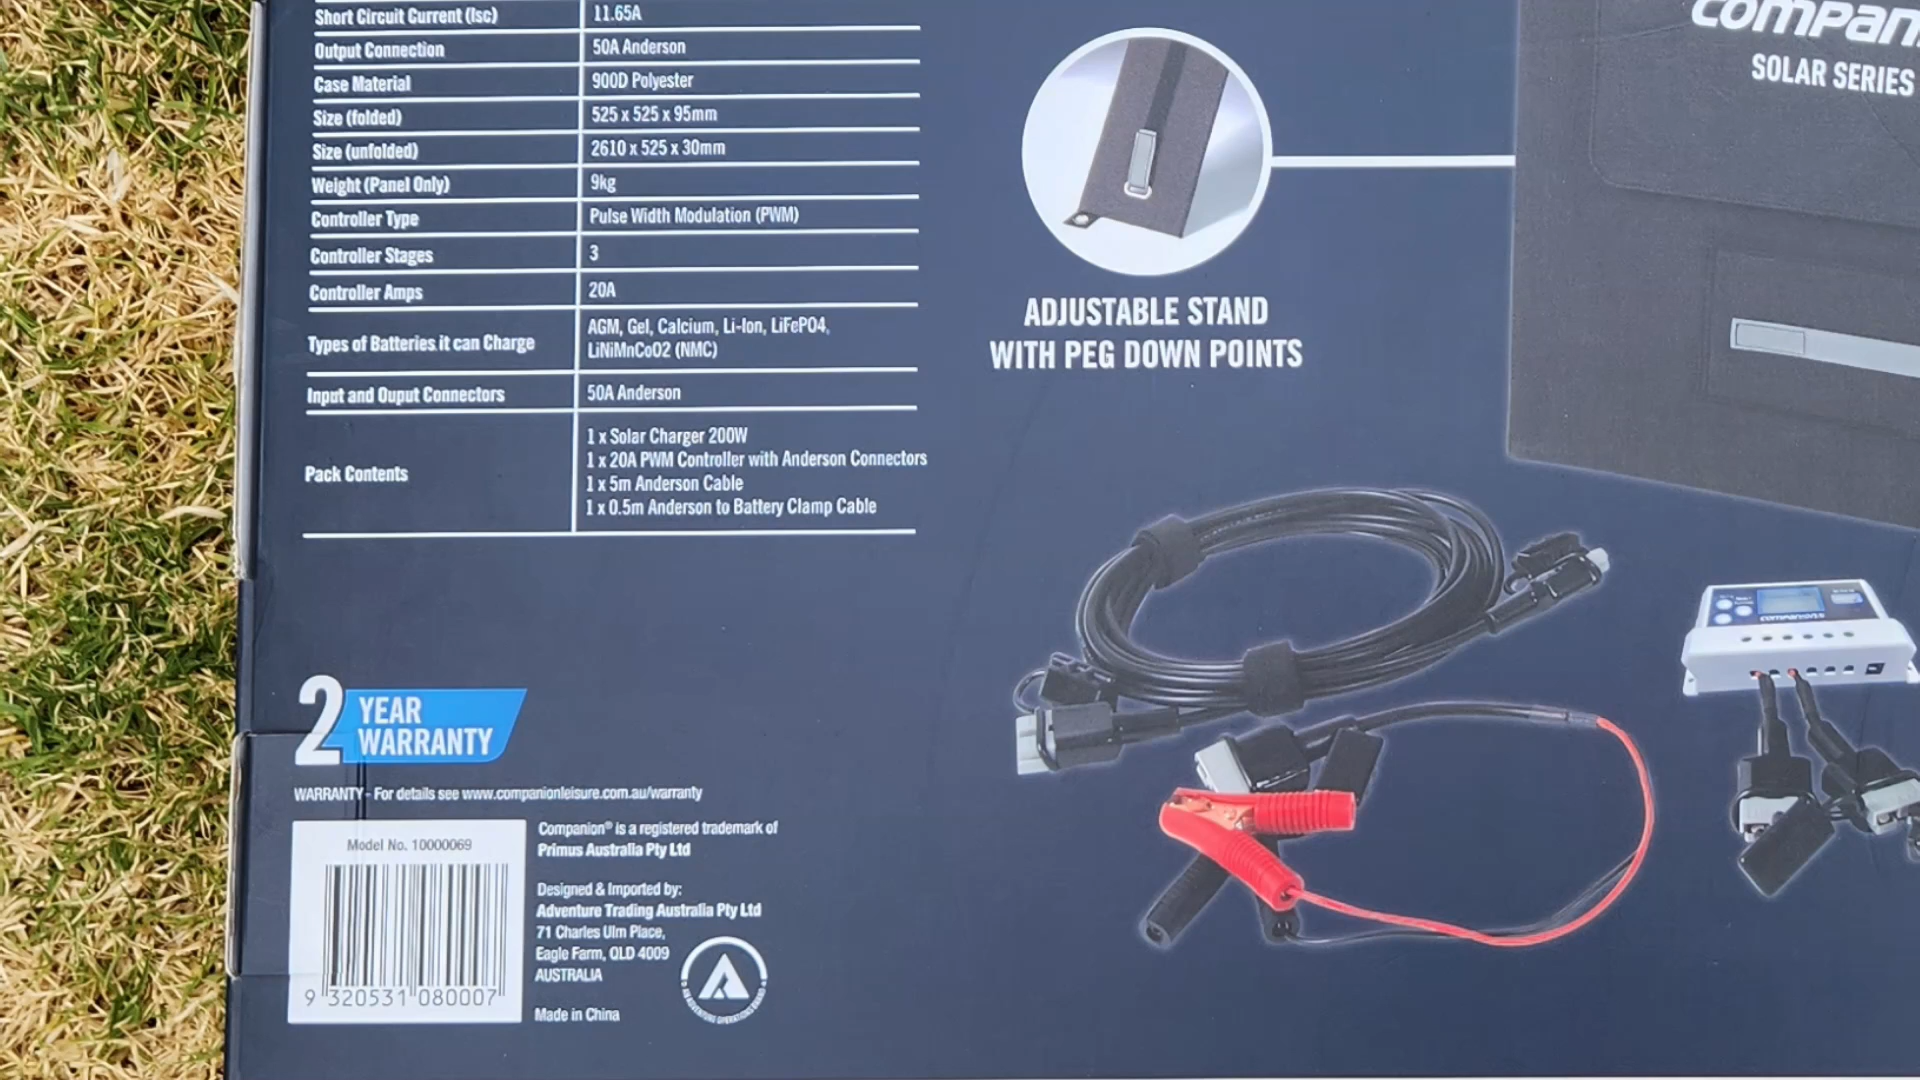 Short Circuit Current (Isc) 11.65A
Output Connection 50A Anderson
Case Material 900D Polyester
Size (folded) 525 x 525 x 95mm
Size (unfolded) 2610 x 525 x 30mm
Weight (Panel Only) 9kg
Controller Type Pulse Width Modulation (PWM)
Controller Stages 3
Controller Amps 20A
Types of Batteries it can Charge AGM, Gel, Calcium, Li-Ion, LiFePO4,
LiNiMnCoO2 (NMC)
Input and Ouput Connectors 50A Anderson
Pack Contents
1 x Solar Charger 200W
1 x 20A PWM Controller with Anderson Connectors
1 x 5m Anderson Cable
1 x 0.5m Anderson to Battery Clamp Cable
compan
SOLAR SERIES
ADJUSTABLE STAND
WITH PEG DOWN POINTS
2 YEAR
WARRANTY
WARRANTY - For details see www.companionleisure.com.au/warranty
Model No. 10000069
9 320531 080007
Companion® is a registered trademark of
Primus Australia Pty Ltd
Designed & Imported by:
Adventure Trading Australia Pty Ltd
71 Charles Ulm Place,
Eagle Farm, QLD 4009
AUSTRALIA
Made in China